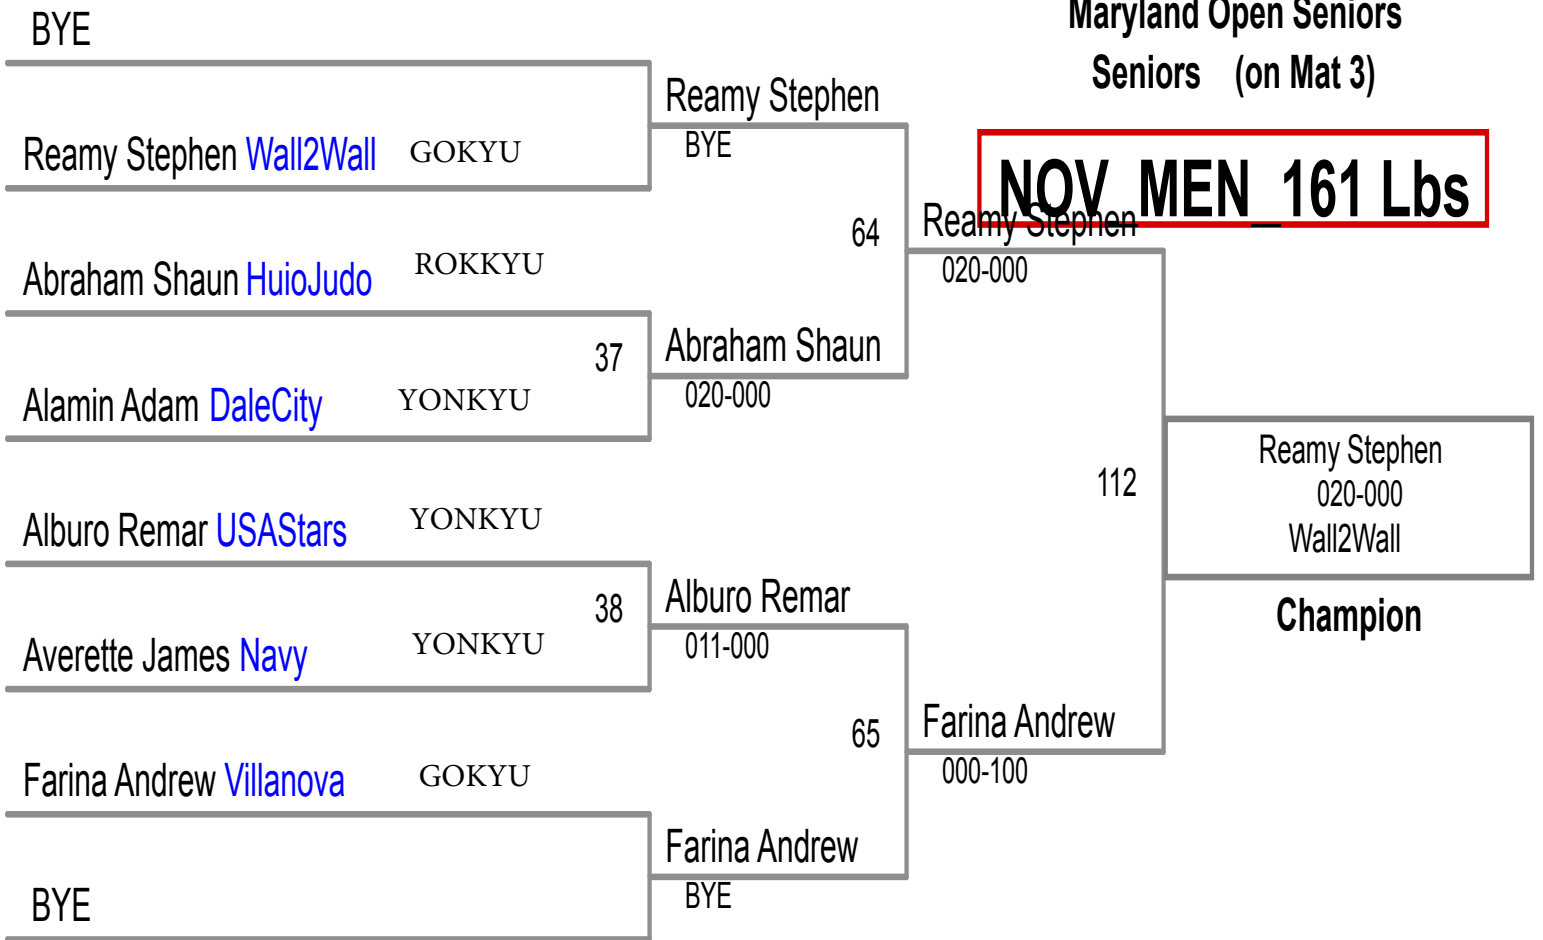 Maryland Open Seniors
Seniors (on Mat 3)
NOV_MEN_161 Lbs
BYE
Reamy Stephen Wall2Wall GOKYU
Abraham Shaun HuioJudo ROKKYU
37
Alamin Adam DaleCity YONKYU
Alburo Remar USAStars YONKYU
38
Averette James Navy YONKYU
Farina Andrew Villanova GOKYU
BYE
Reamy Stephen
BYE
64
Abraham Shaun
020-000
Alburo Remar
011-000
65
Farina Andrew
BYE
Reamy Stephen
020-000
112
Farina Andrew
000-100
Reamy Stephen
020-000
Wall2Wall
Champion